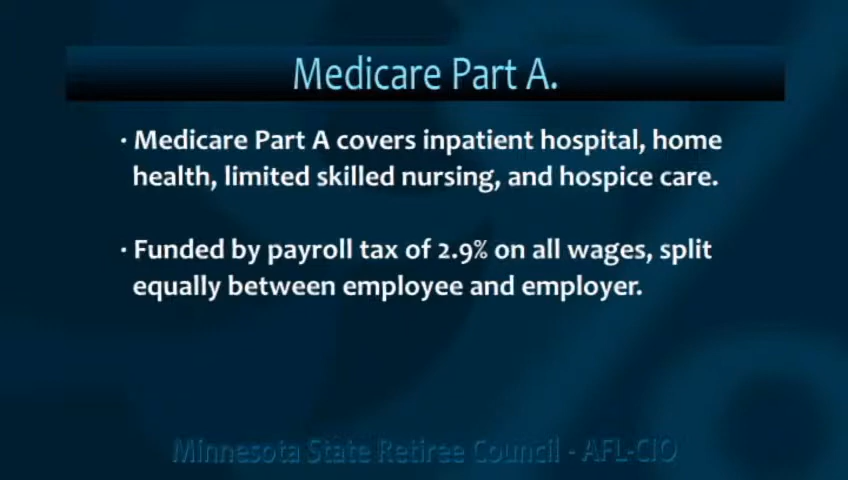 Medicare Part A.
· Medicare Part A covers inpatient hospital, home
health, limited skilled nursing, and hospice care.
· Funded by payroll tax of 2.9% on all wages, split
equally between employee and employer.
Minnesota State Retiree Council - AFL-CIO